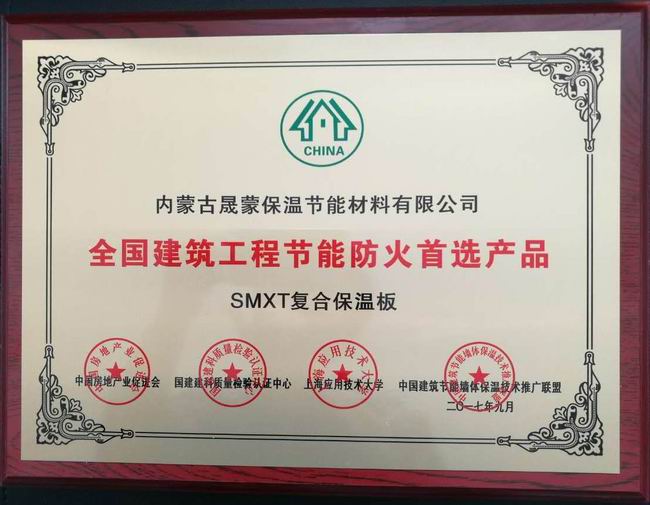 CHINA
内蒙古晟蒙保温节能材料有限公司
全国建筑工程节能防火首选产品
SMXT复合保温板
中国房地产业促进会 国建建科质量检验认证中心 上海应用技术大学 中国建筑节能墙体保温技术推广联盟
二〇一七年九月